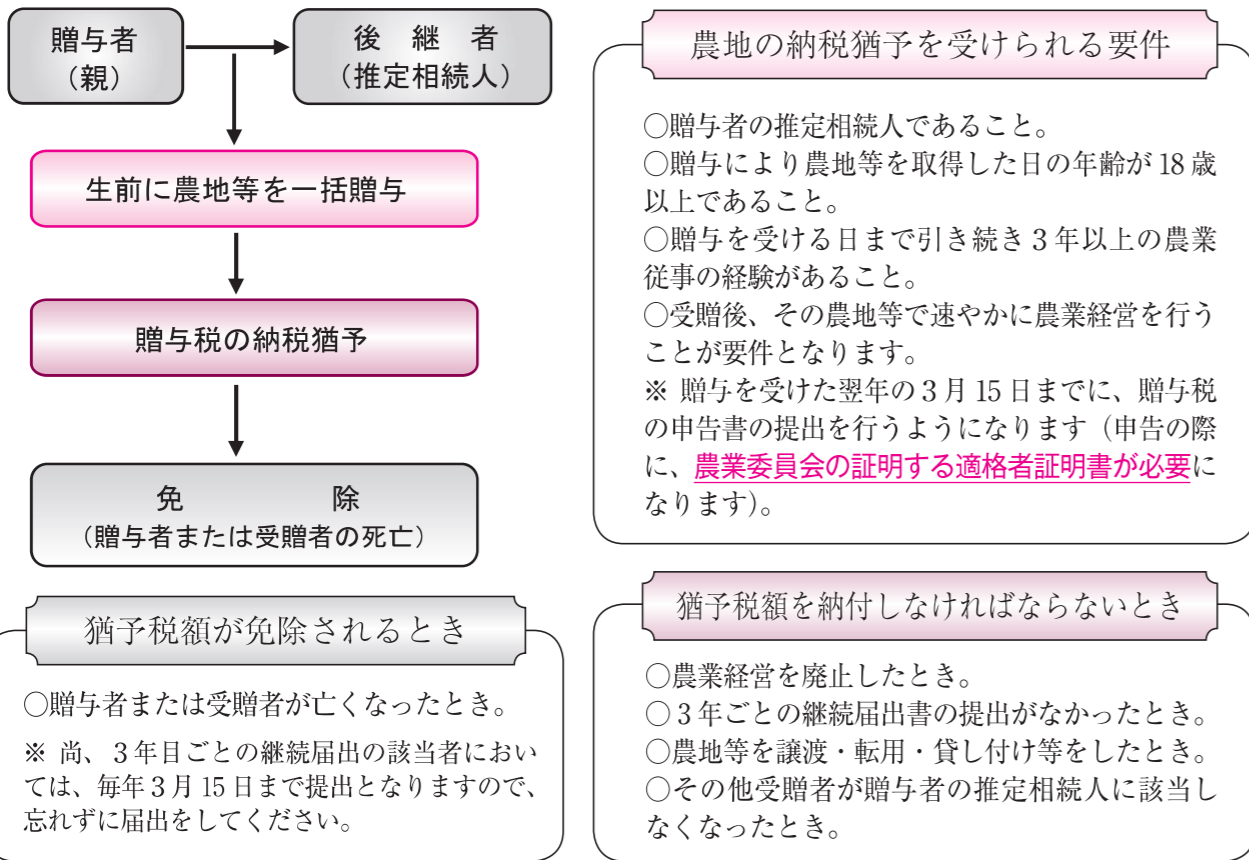 贈与者
（親）
後　継　者
（推定相続人）
生前に農地等を一括贈与
贈与税の納税猶予
免　　　　　除
（贈与者または受贈者の死亡）
猶予税額が免除されるとき
○贈与者または受贈者が亡くなったとき。
※ 尚、３年目ごとの継続届出の該当者におい
ては、毎年３月 15 日まで提出となりますので、
忘れずに届出をしてください。
農地の納税猶予を受けられる要件
○贈与者の推定相続人であること。
○贈与により農地等を取得した日の年齢が 18 歳
以上であること。
○贈与を受ける日まで引き続き３年以上の農業
従事の経験があること。
○受贈後、その農地等で速やかに農業経営を行う
ことが要件となります。
※ 贈与を受けた翌年の３月 15 日までに、贈与税
の申告書の提出を行うようになります（申告の際
に、農業委員会の証明する適格者証明書が必要に
なります）。
猶予税額を納付しなければならないとき
○農業経営を廃止したとき。
○３年ごとの継続届出書の提出がなかったとき。
○農地等を譲渡・転用・貸し付け等をしたとき。
○その他受贈者が贈与者の推定相続人に該当し
なくなったとき。